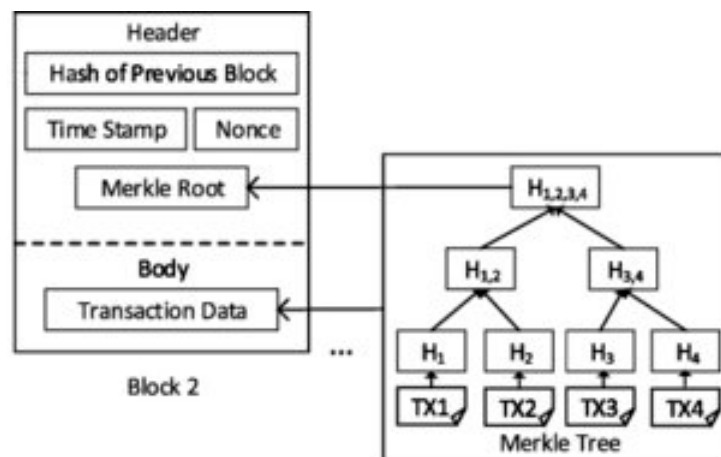 Header
Hash of Previous Block
Time Stamp
Nonce
Merkle Root
Body
Transaction Data
Block 2
...
H1,2,3,4
H1,2
H3,4
H1
H2
H3
H4
TX1
TX2
TX3
TX4
Merkle Tree